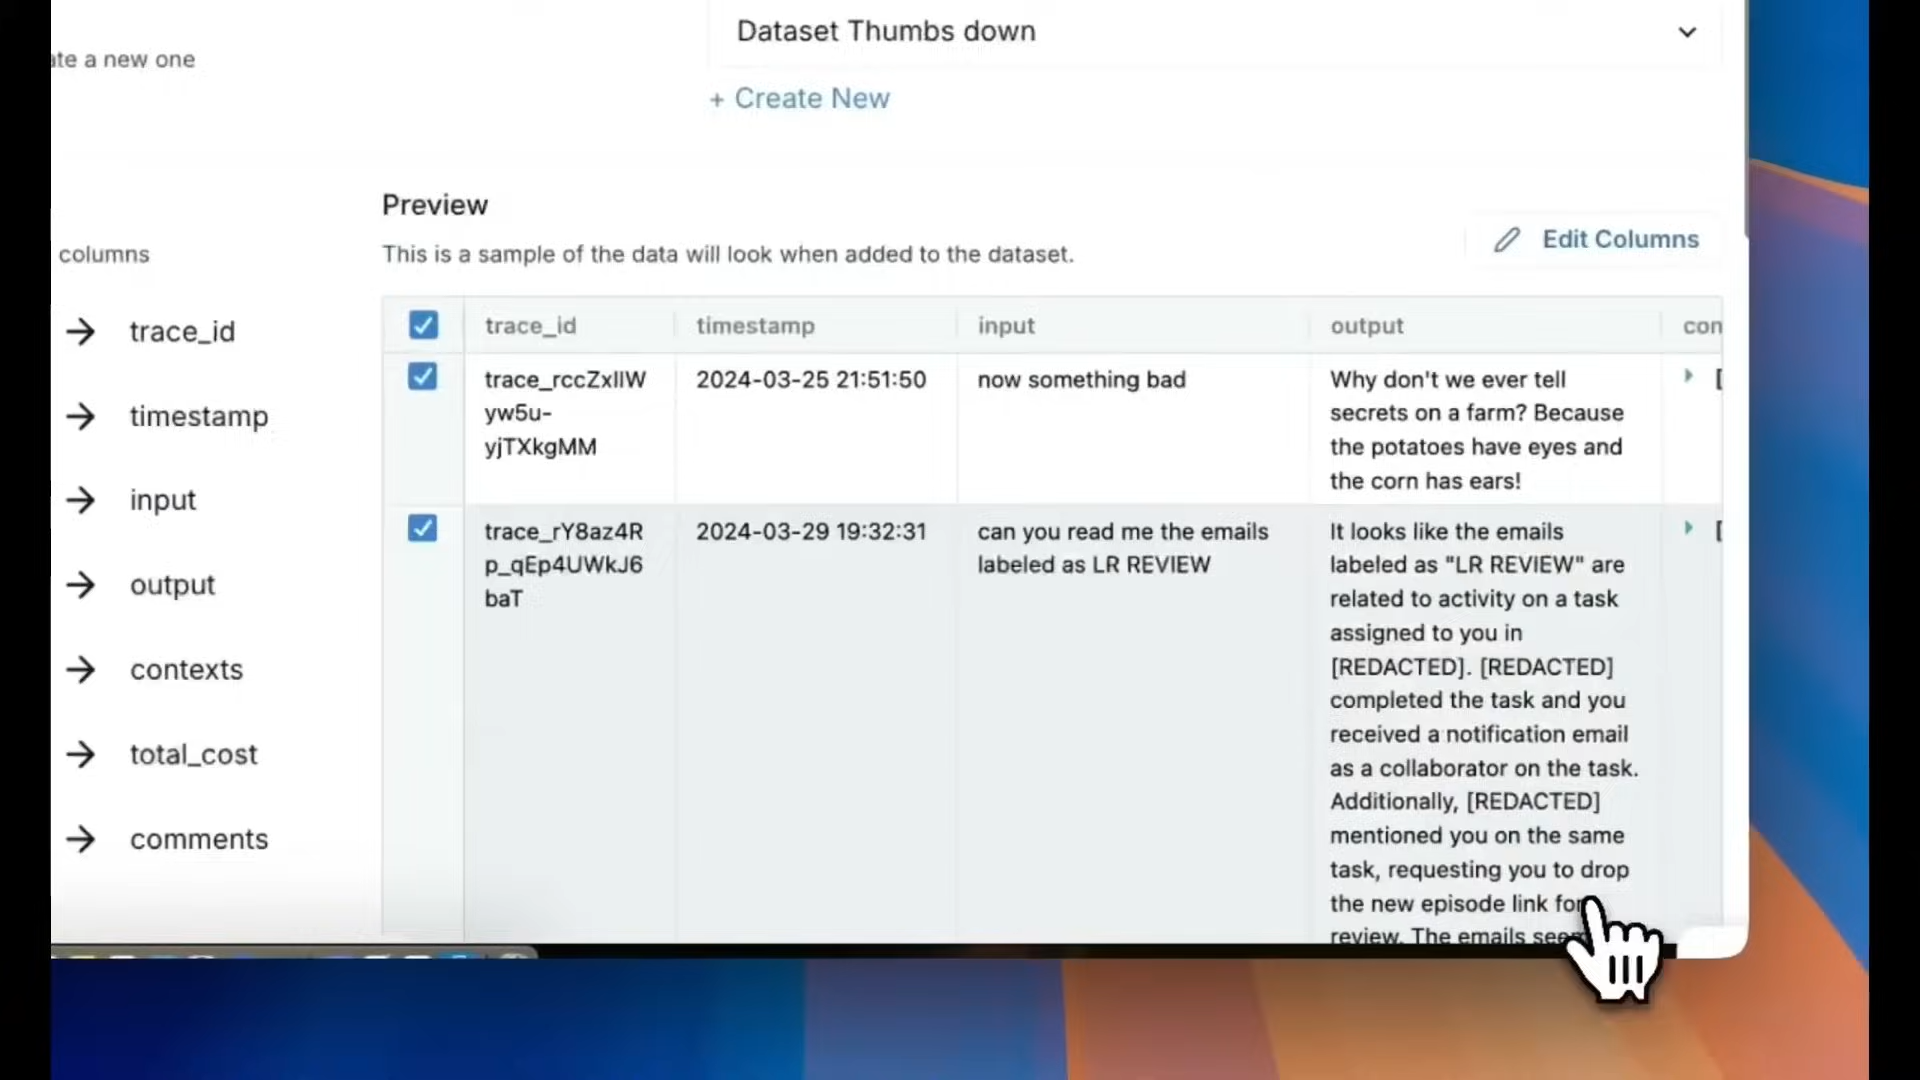 Dataset Thumbs down
ate a new one
+ Create New
Preview
This is a sample of the data will look when added to the dataset.
Edit Columns
columns
trace_id
timestamp
input
output
contexts
total_cost
comments
trace_id timestamp input output con
trace_rccZxllW
yw5u-
yjTXkgMM
2024-03-25 21:51:50
now something bad
Why don't we ever tell
secrets on a farm? Because
the potatoes have eyes and
the corn has ears!
[
trace_rY8az4R
p_qEp4UWkJ6
baT
2024-03-29 19:32:31
can you read me the emails
labeled as LR REVIEW
It looks like the emails
labeled as "LR REVIEW" are
related to activity on a task
assigned to you in
[REDACTED]. [REDACTED]
completed the task and you
received a notification email
as a collaborator on the task.
Additionally, [REDACTED]
mentioned you on the same
task, requesting you to drop
the new episode link for
review. The emails seem
[